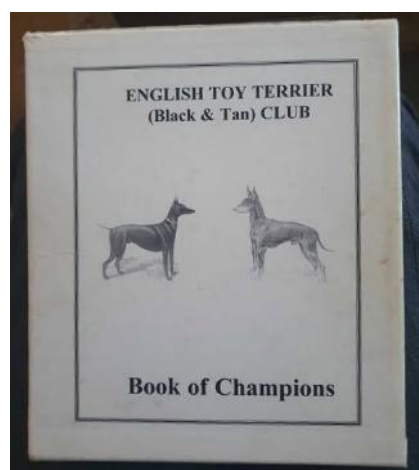 ENGLISH TOY TERRIER
(Black & Tan) CLUB
Book of Champions